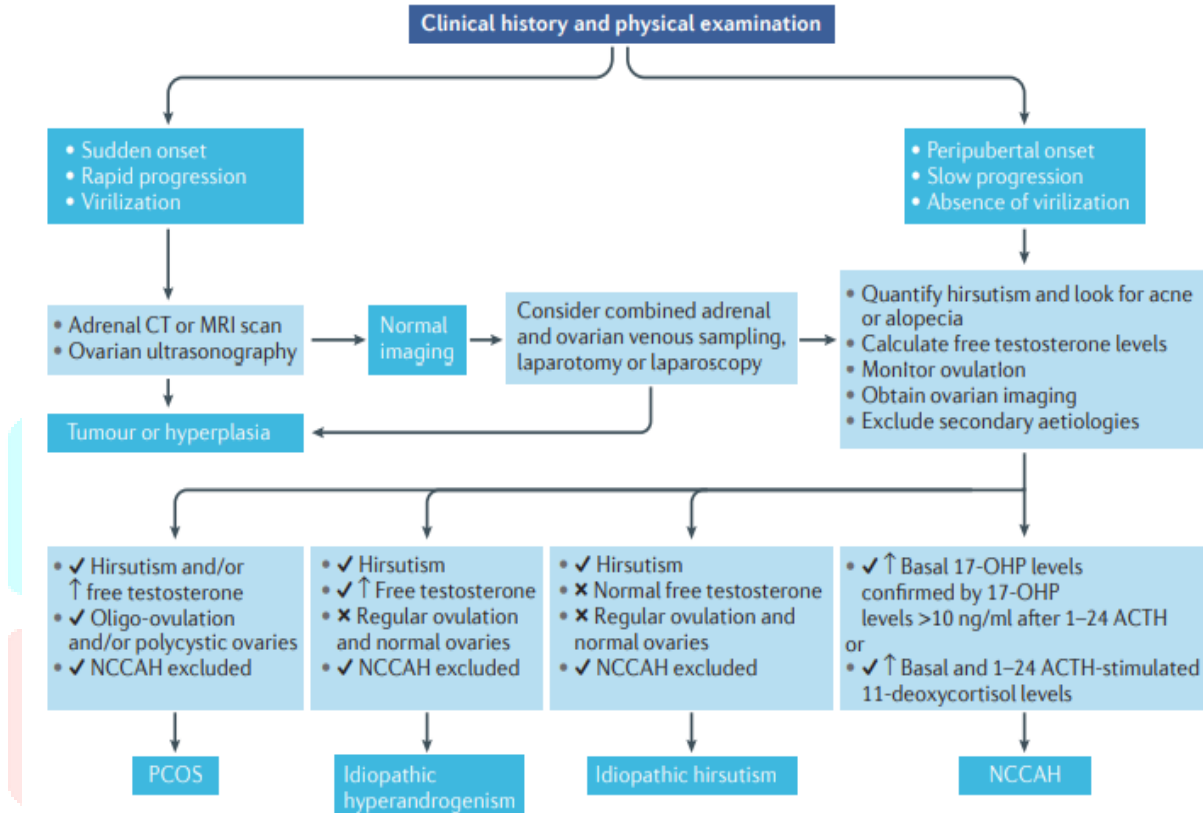 Clinical history and physical examination
• Sudden onset
• Rapid progression
• Virilization
• Peripubertal onset
• Slow progression
• Absence of virilization
• Adrenal CT or MRI scan
• Ovarian ultrasonography
Normal
imaging
Consider combined adrenal
and ovarian venous sampling,
laparotomy or laparoscopy
• Quantify hirsutism and look for acne
or alopecia
• Calculate free testosterone levels
• Monitor ovulation
• Obtain ovarian imaging
• Exclude secondary aetiologies
Tumour or hyperplasia
• ✔ Hirsutism and/or
↑ free testosterone
• ✔ Oligo-ovulation
and/or polycystic ovaries
• ✔ NCCAH excluded
• ✔ Hirsutism
• ✔ ↑ Free testosterone
• ✖ Regular ovulation
and normal ovaries
• ✔ NCCAH excluded
• ✔ Hirsutism
• ✖ Normal free testosterone
• ✖ Regular ovulation and
normal ovaries
• ✔ NCCAH excluded
• ✔ ↑ Basal 17-OHP levels
confirmed by 17-OHP
levels >10 ng/ml after 1–24 ACTH
or
• ✔ ↑ Basal and 1–24 ACTH-stimulated
11-deoxycortisol levels
PCOS
Idiopathic
hyperandrogenism
Idiopathic hirsutism
NCCAH